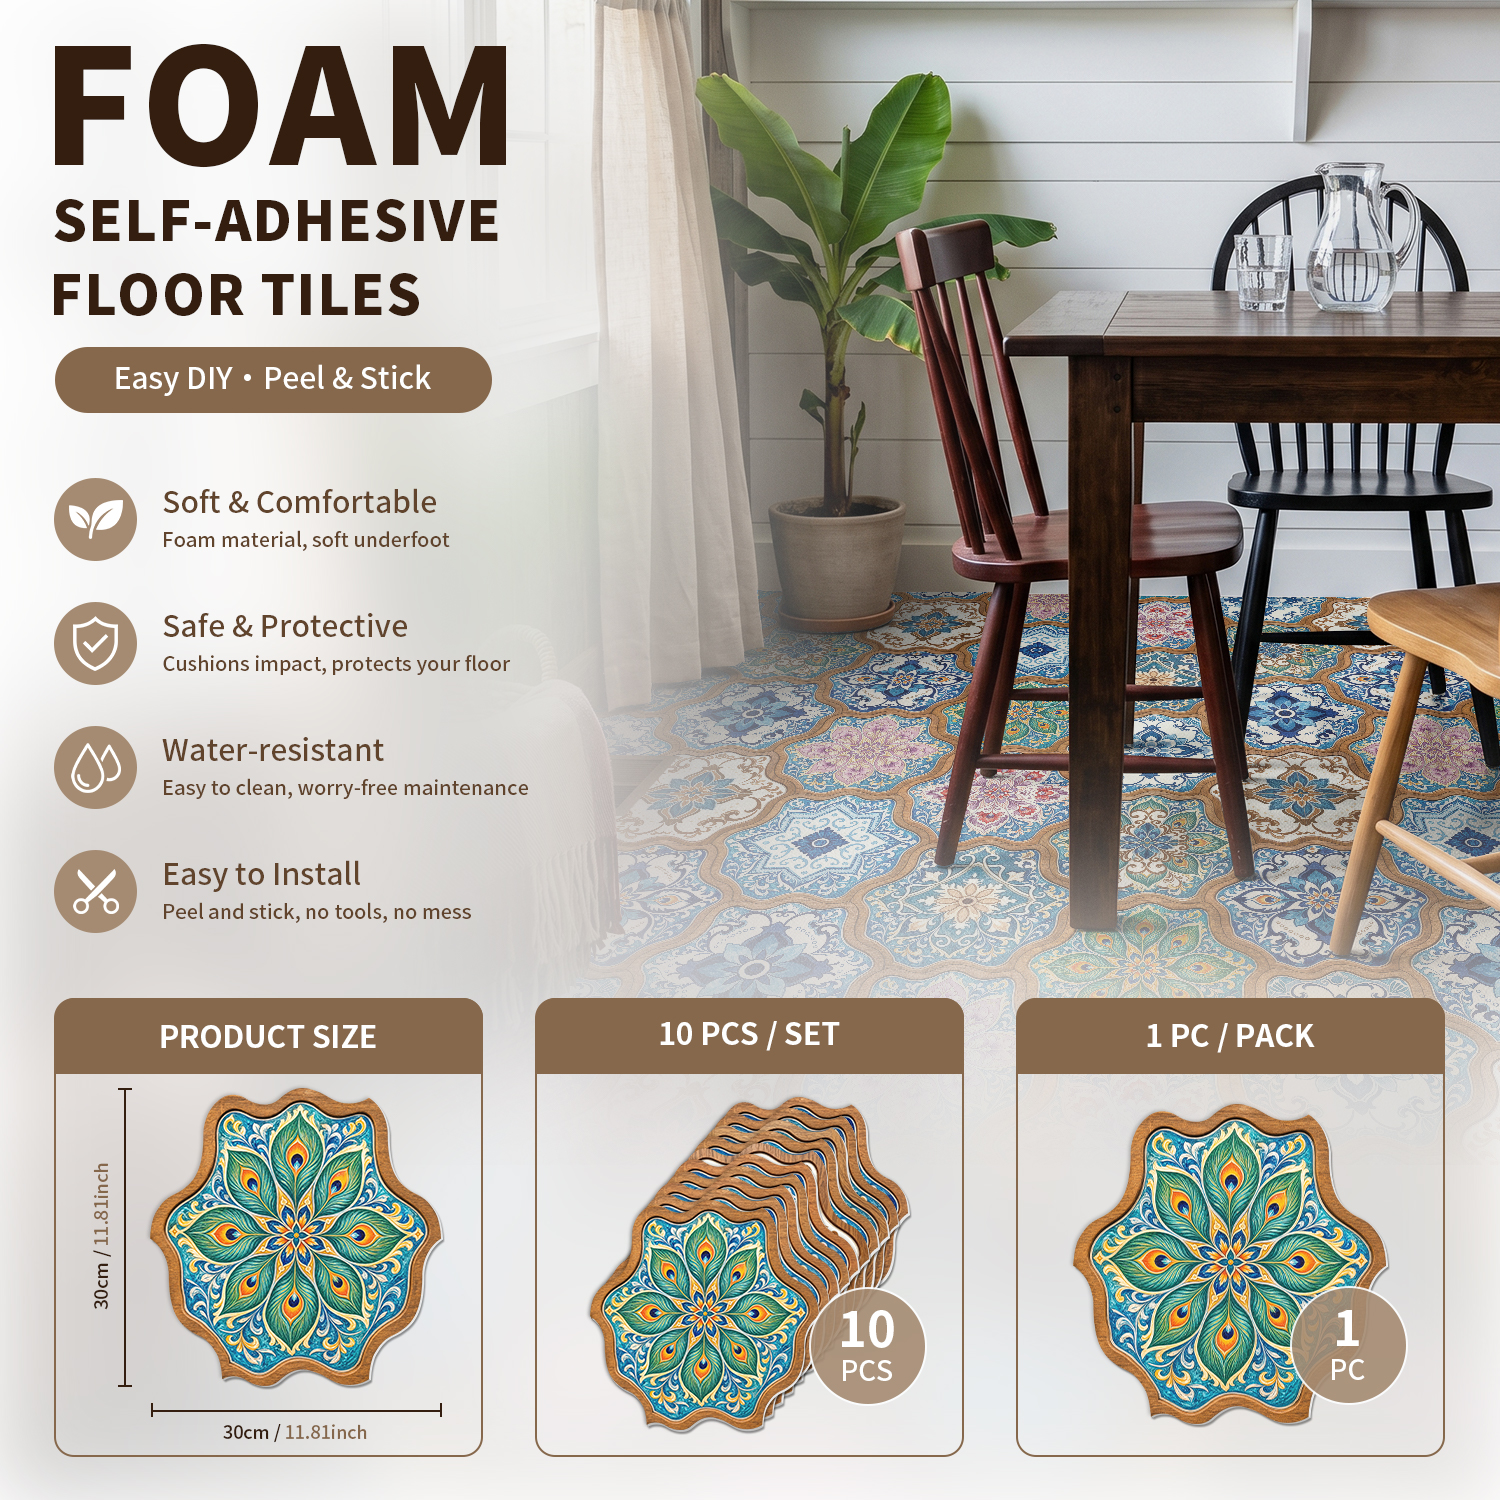 FOAM
SELF-ADHESIVE
FLOOR TILES
Easy DIY • Peel & Stick
Soft & Comfortable
Foam material, soft underfoot
Safe & Protective
Cushions impact, protects your floor
Water-resistant
Easy to clean, worry-free maintenance
Easy to Install
Peel and stick, no tools, no mess
PRODUCT SIZE
30cm / 11.81inch
30cm / 11.81inch
10 PCS / SET
10
PCS
1 PC / PACK
1
PC